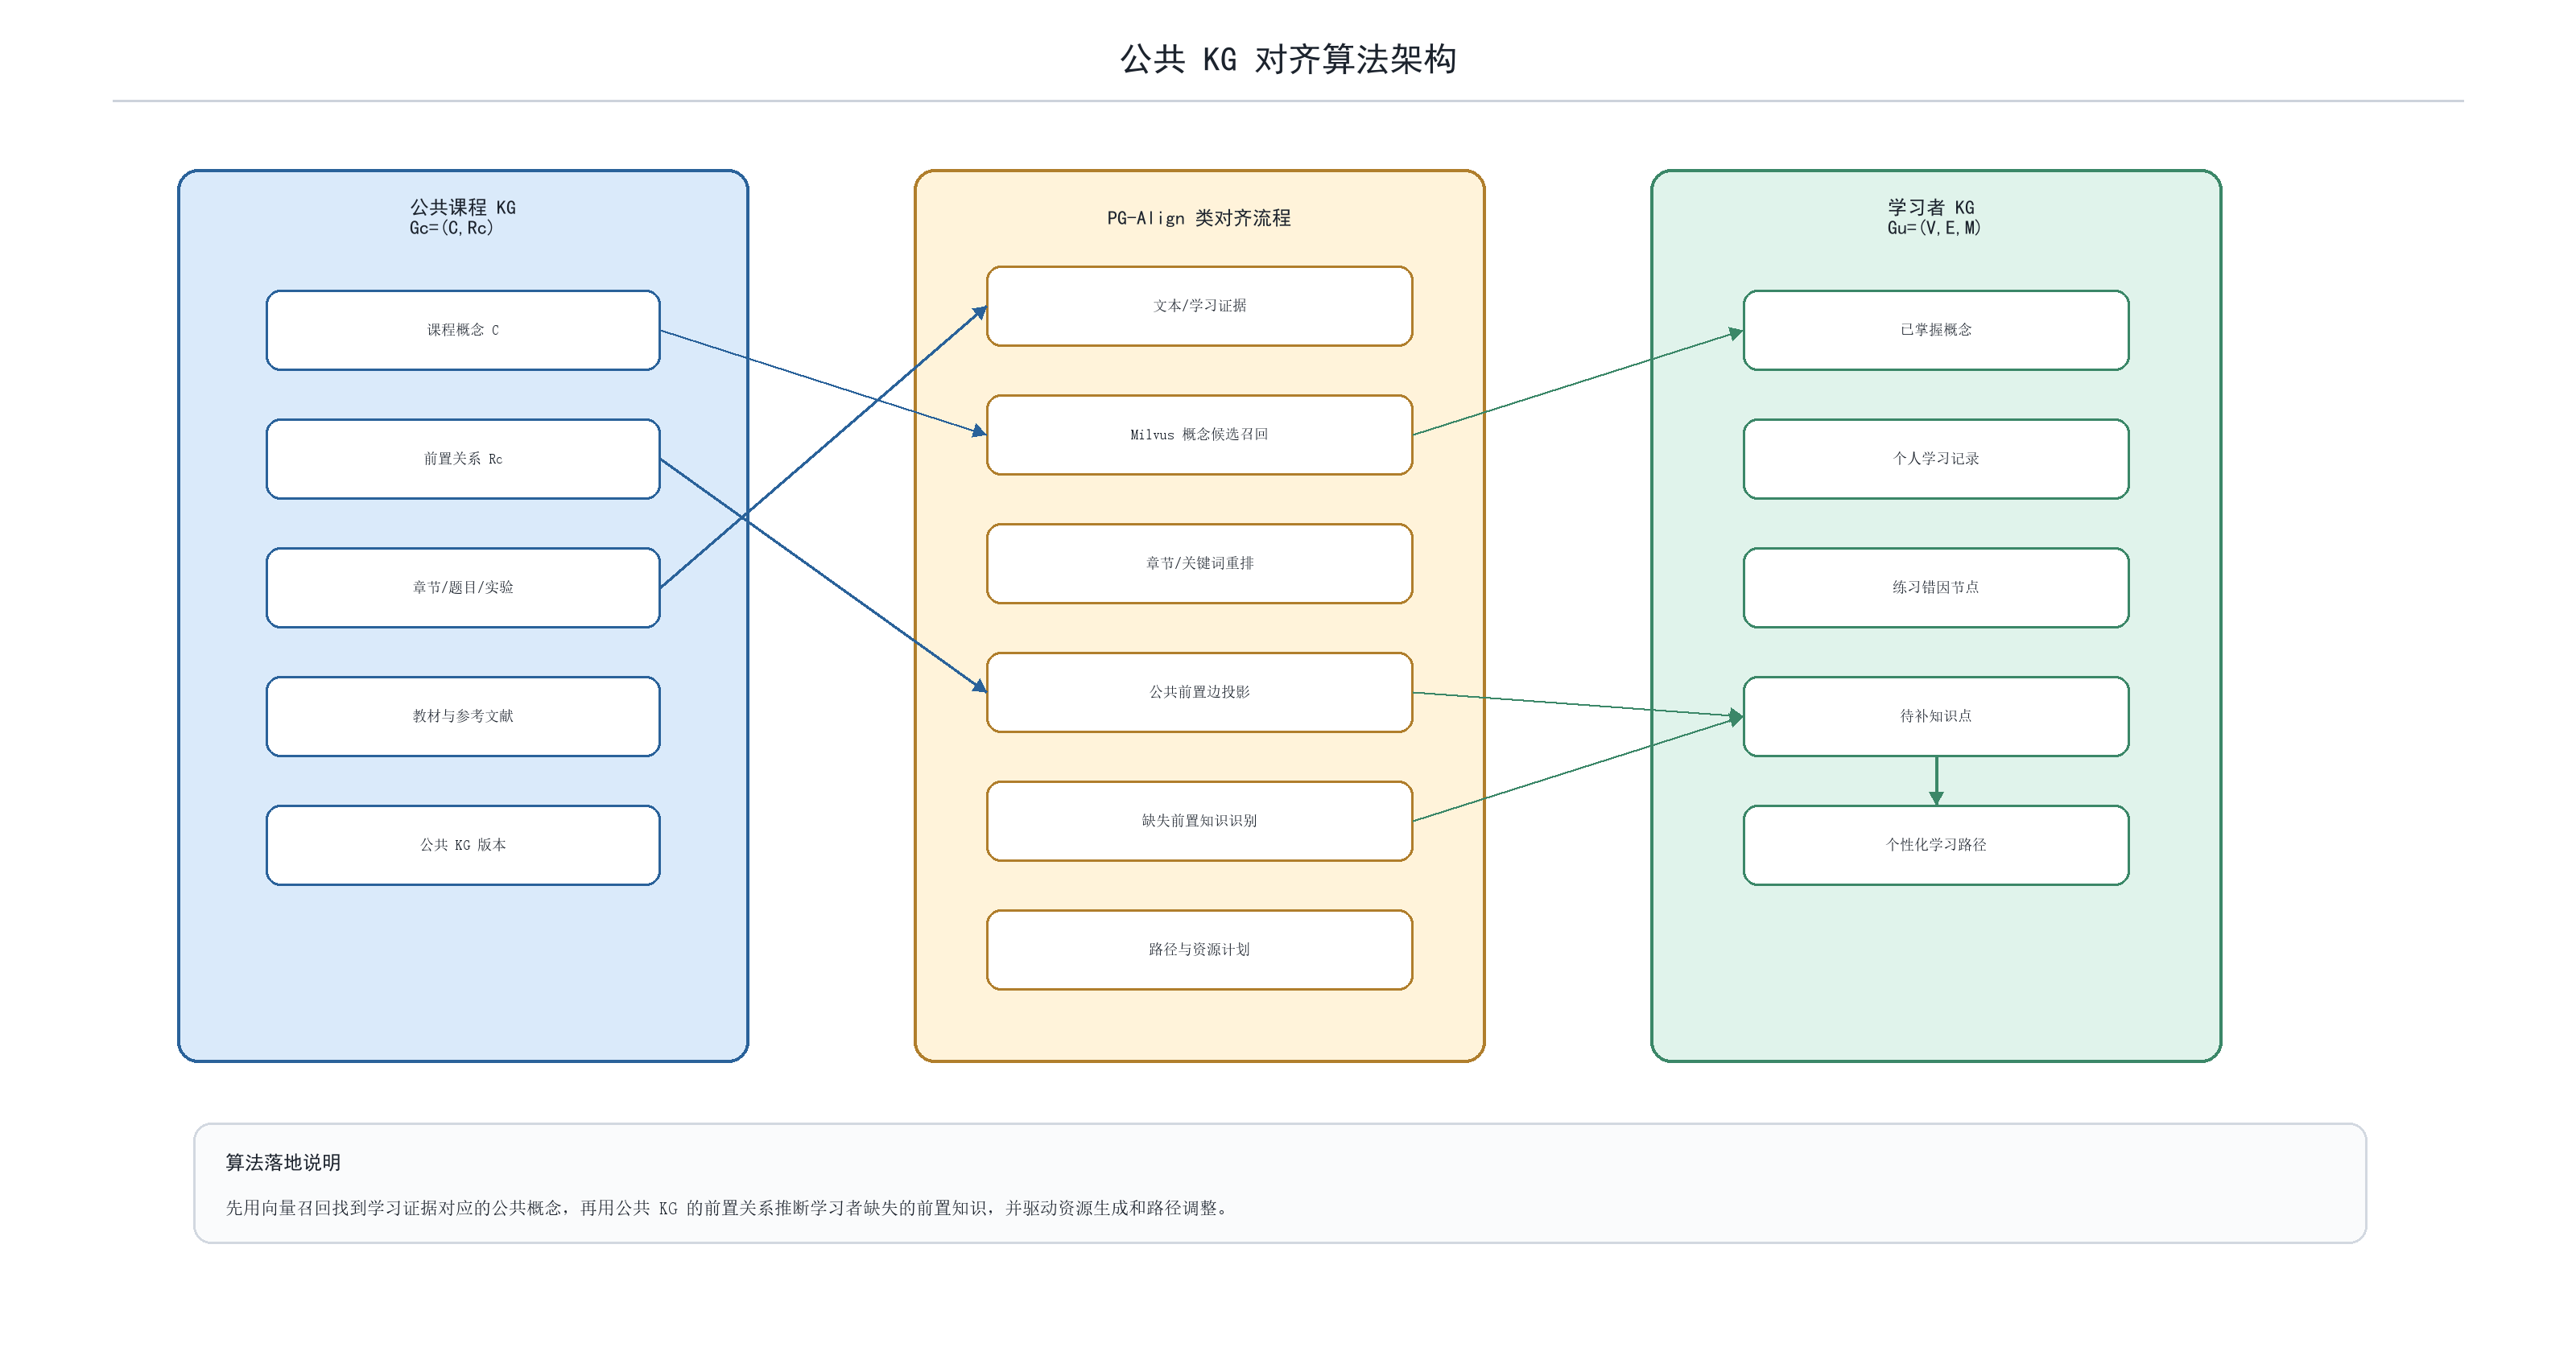 公共 KG 对齐算法架构
公共课程 KG
Gc=(C,Rc)
课程概念 C
前置关系 Rc
章节/题目/实验
教材与参考文献
公共 KG 版本
PG-Align 类对齐流程
文本/学习证据
Milvus 概念候选召回
章节/关键词重排
公共前置边投影
缺失前置知识识别
路径与资源计划
学习者 KG
Gu=(V,E,M)
已掌握概念
个人学习记录
练习错因节点
待补知识点
个性化学习路径
算法落地说明
先用向量召回找到学习证据对应的公共概念，再用公共 KG 的前置关系推断学习者缺失的前置知识，并驱动资源生成和路径调整。